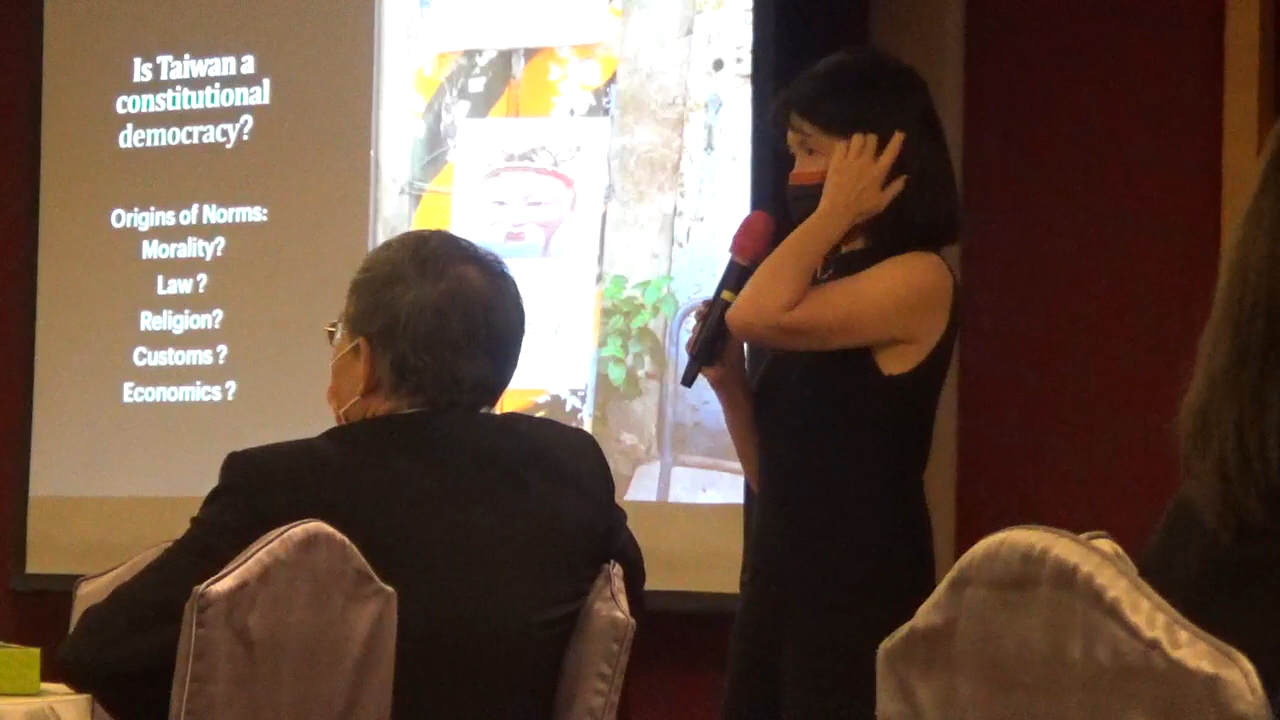 Is Taiwan a
constitutional
democracy?
Origins of Norms:
Morality?
Law ?
Religion?
Customs ?
Economics ?